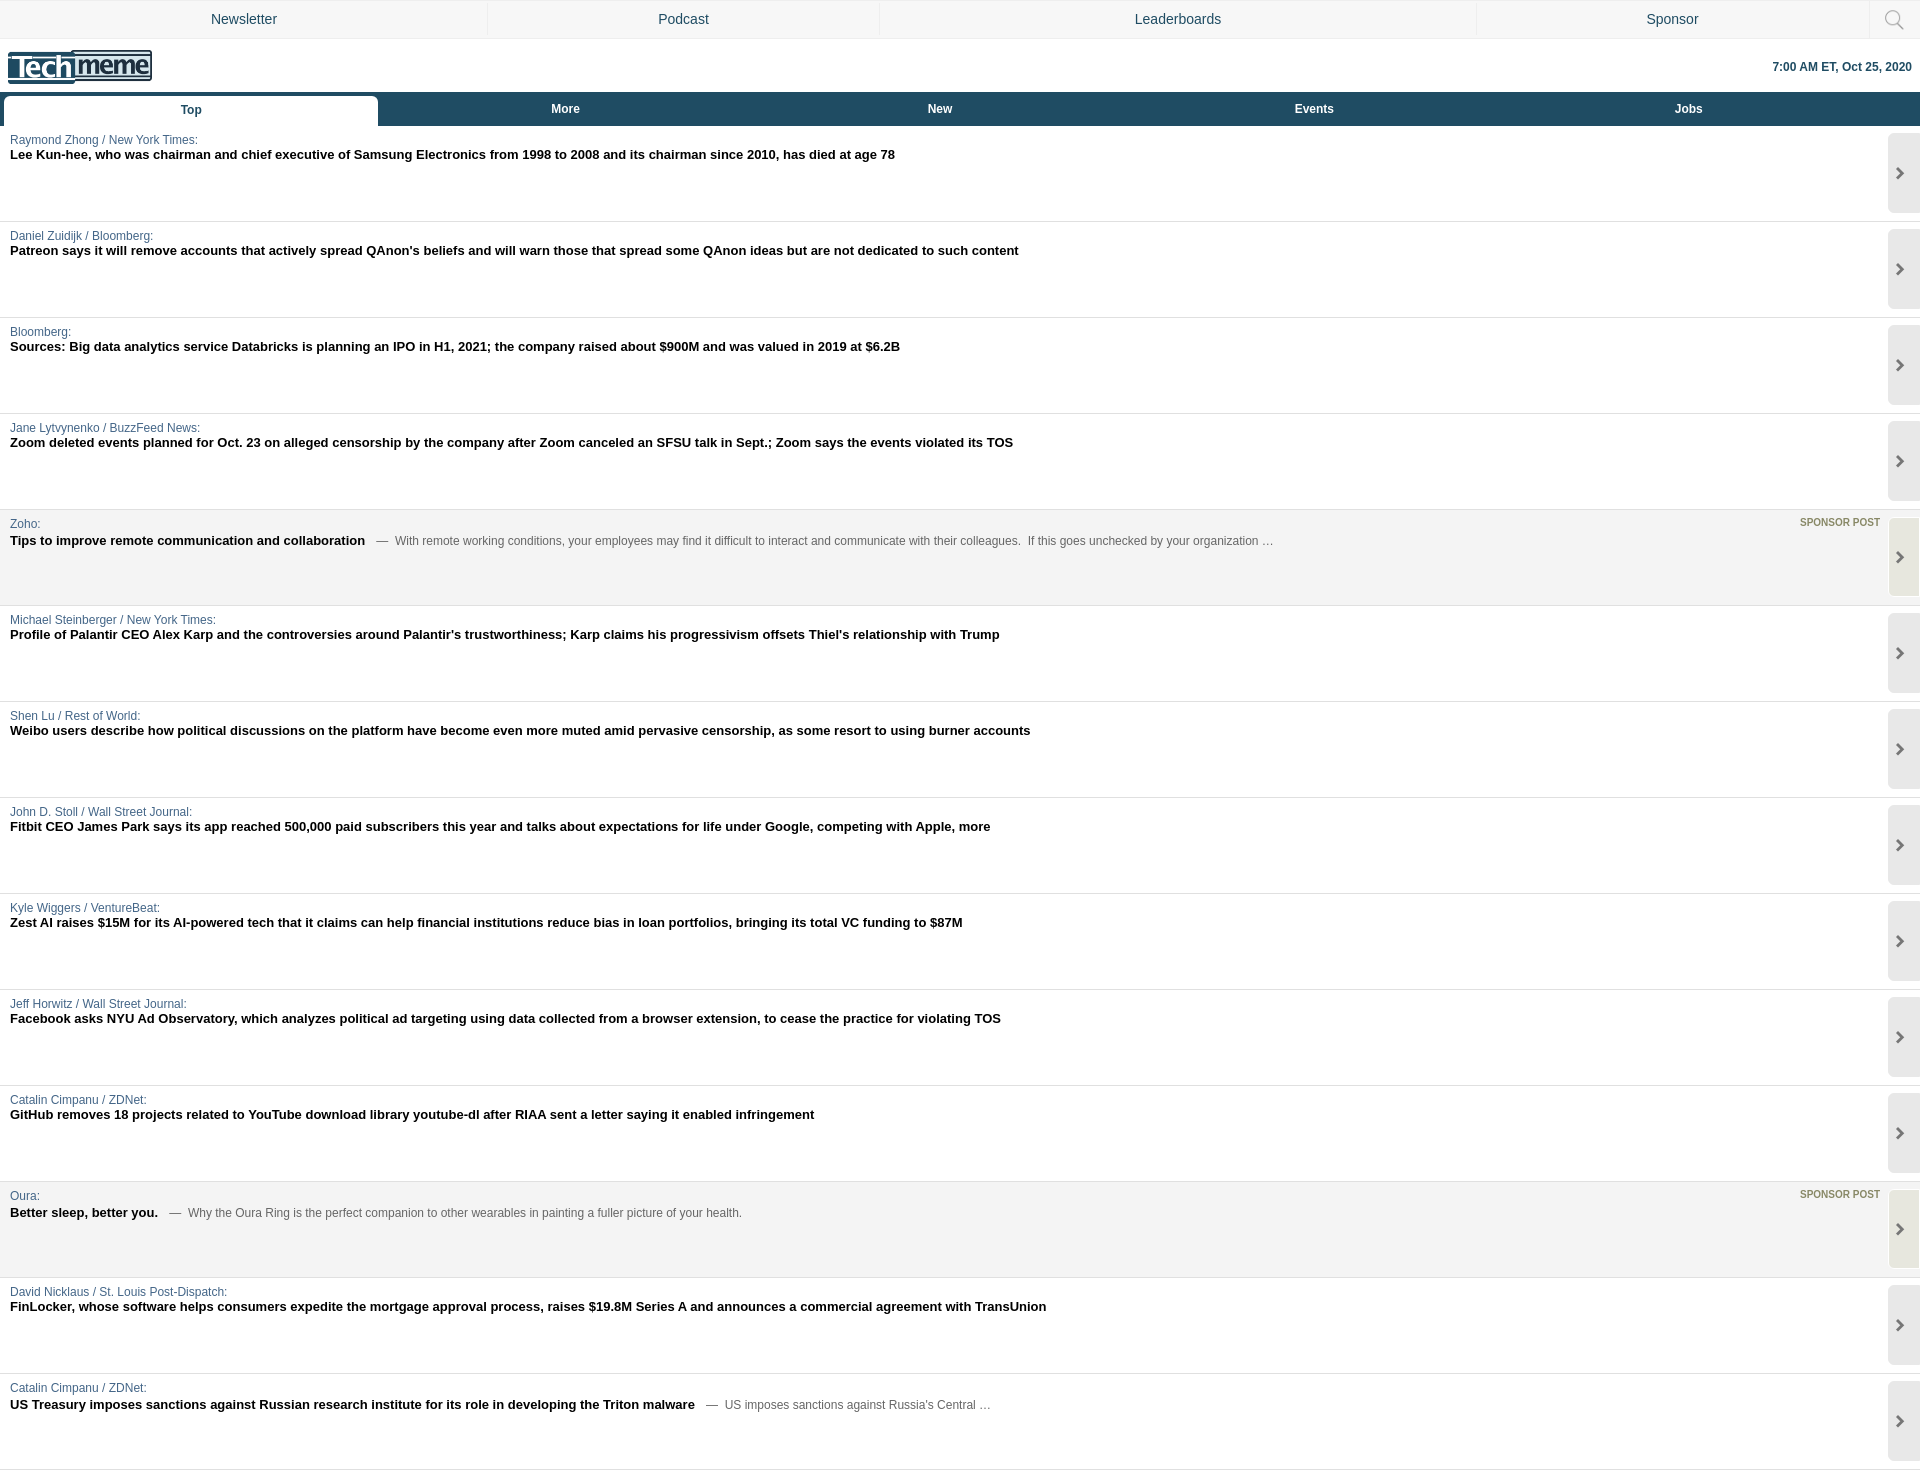 Newsletter Podcast Leaderboards Sponsor
Techmeme 7:00 AM ET, Oct 25, 2020
Top More New Events Jobs
Raymond Zhong / New York Times:
Lee Kun-hee, who was chairman and chief executive of Samsung Electronics from 1998 to 2008 and its chairman since 2010, has died at age 78
Daniel Zuidijk / Bloomberg:
Patreon says it will remove accounts that actively spread QAnon's beliefs and will warn those that spread some QAnon ideas but are not dedicated to such content
Bloomberg:
Sources: Big data analytics service Databricks is planning an IPO in H1, 2021; the company raised about $900M and was valued in 2019 at $6.2B
Jane Lytvynenko / BuzzFeed News:
Zoom deleted events planned for Oct. 23 on alleged censorship by the company after Zoom canceled an SFSU talk in Sept.; Zoom says the events violated its TOS
Zoho: SPONSOR POST
Tips to improve remote communication and collaboration — With remote working conditions, your employees may find it difficult to interact and communicate with their colleagues. If this goes unchecked by your organization …
Michael Steinberger / New York Times:
Profile of Palantir CEO Alex Karp and the controversies around Palantir's trustworthiness; Karp claims his progressivism offsets Thiel's relationship with Trump
Shen Lu / Rest of World:
Weibo users describe how political discussions on the platform have become even more muted amid pervasive censorship, as some resort to using burner accounts
John D. Stoll / Wall Street Journal:
Fitbit CEO James Park says its app reached 500,000 paid subscribers this year and talks about expectations for life under Google, competing with Apple, more
Kyle Wiggers / VentureBeat:
Zest AI raises $15M for its AI-powered tech that it claims can help financial institutions reduce bias in loan portfolios, bringing its total VC funding to $87M
Jeff Horwitz / Wall Street Journal:
Facebook asks NYU Ad Observatory, which analyzes political ad targeting using data collected from a browser extension, to cease the practice for violating TOS
Catalin Cimpanu / ZDNet:
GitHub removes 18 projects related to YouTube download library youtube-dl after RIAA sent a letter saying it enabled infringement
Oura: SPONSOR POST
Better sleep, better you. — Why the Oura Ring is the perfect companion to other wearables in painting a fuller picture of your health.
David Nicklaus / St. Louis Post-Dispatch:
FinLocker, whose software helps consumers expedite the mortgage approval process, raises $19.8M Series A and announces a commercial agreement with TransUnion
Catalin Cimpanu / ZDNet:
US Treasury imposes sanctions against Russian research institute for its role in developing the Triton malware — US imposes sanctions against Russia's Central …